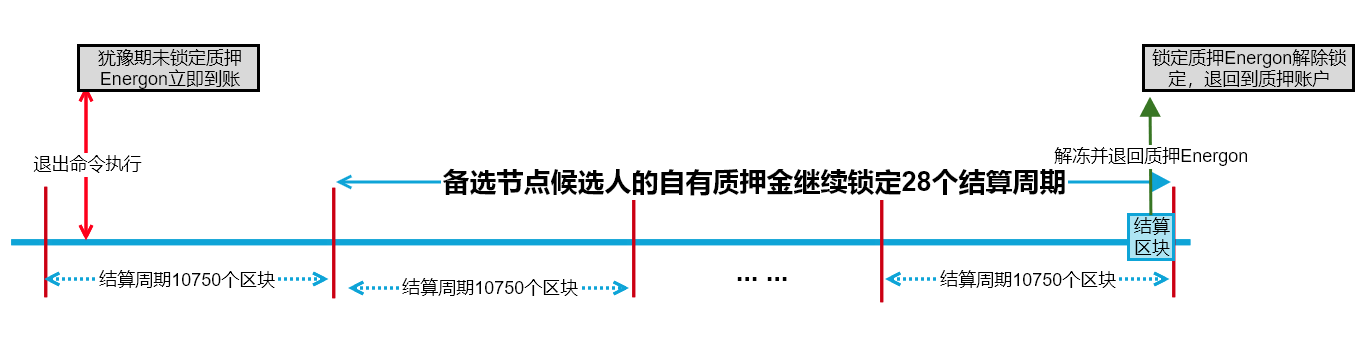 犹豫期未锁定质押
Energon立即到账
锁定质押Energon解除锁
定，退回到质押账户
退出命令执行
解冻并退回质押Energon
备选节点候选人的自有质押金继续锁定28个结算周期
结算
区块
结算周期10750个区块
结算周期10750个区块
... ...
结算周期10750个区块